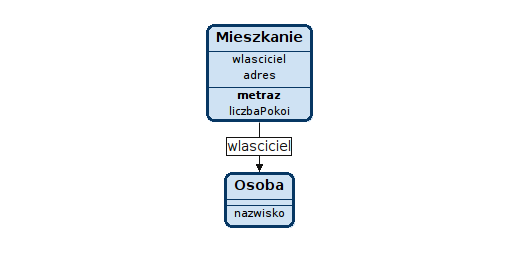 Mieszkanie
wlasciciel
adres
metraz
liczbaPokoi
wlasciciel
Osoba
nazwisko